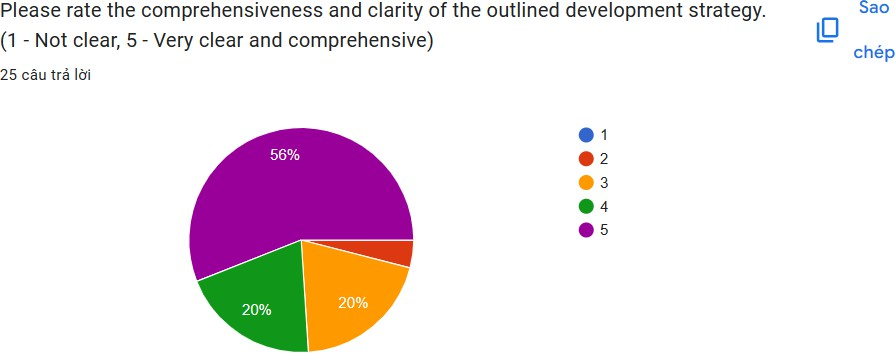 Please rate the comprehensiveness and clarity of the outlined development strategy.
(1 - Not clear, 5 - Very clear and comprehensive)
Sao
chép
25 câu trả lời
56%
20%
20%
1
2
3
4
5